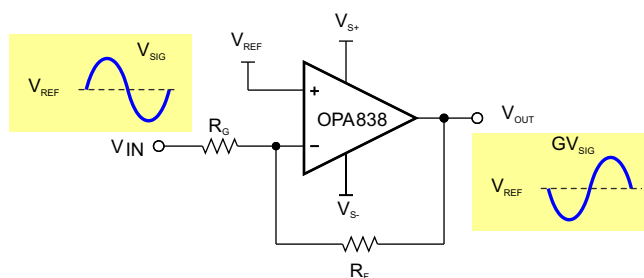 V_SIG
V_REF
V_REF
V_S+
R_G
V_IN
+
OPA838
−
V_S-
V_OUT
GV_SIG
V_REF
R_F